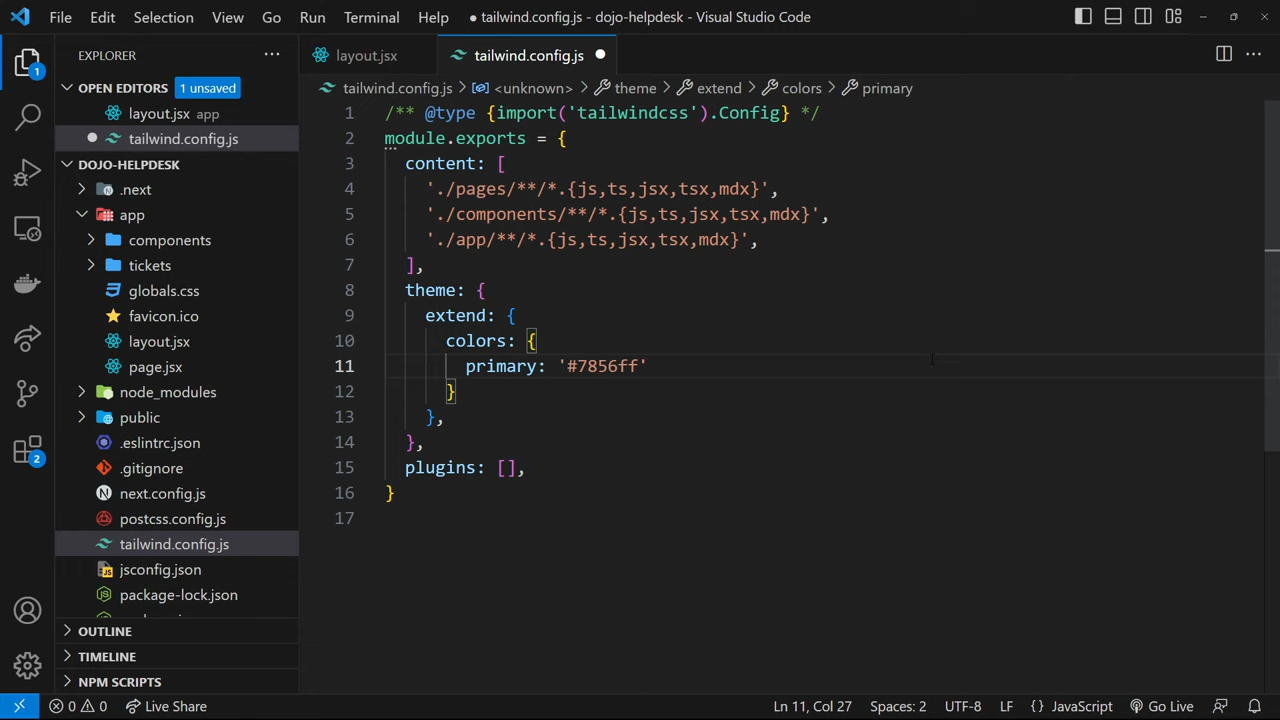 File Edit Selection View Go Run Terminal Help
● tailwind.config.js - dojo-helpdesk - Visual Studio Code
EXPLORER
OPEN EDITORS 1 unsaved
layout.jsx app
tailwind.config.js
DOJO-HELPDESK
.next
app
components
tickets
globals.css
favicon.ico
layout.jsx
page.jsx
node_modules
public
.eslintrc.json
.gitignore
next.config.js
postcss.config.js
tailwind.config.js
jsconfig.json
package-lock.json
OUTLINE
TIMELINE
NPM SCRIPTS
1
2
layout.jsx
tailwind.config.js
tailwind.config.js > <unknown> > theme > extend > colors > primary
1 /** @type {import('tailwindcss').Config} */
2 module.exports = {
3 content: [
4 './pages/**/*.{js,ts,jsx,tsx,mdx}',
5 './components/**/*.{js,ts,jsx,tsx,mdx}',
6 './app/**/*.{js,ts,jsx,tsx,mdx}',
7 ],
8 theme: {
9 extend: {
10 colors: {
11 primary: '#7856ff'
12 }
13 },
14 },
15 plugins: [],
16 }
17
0 0 Live Share
Ln 11, Col 27 Spaces: 2 UTF-8 LF {} JavaScript Go Live